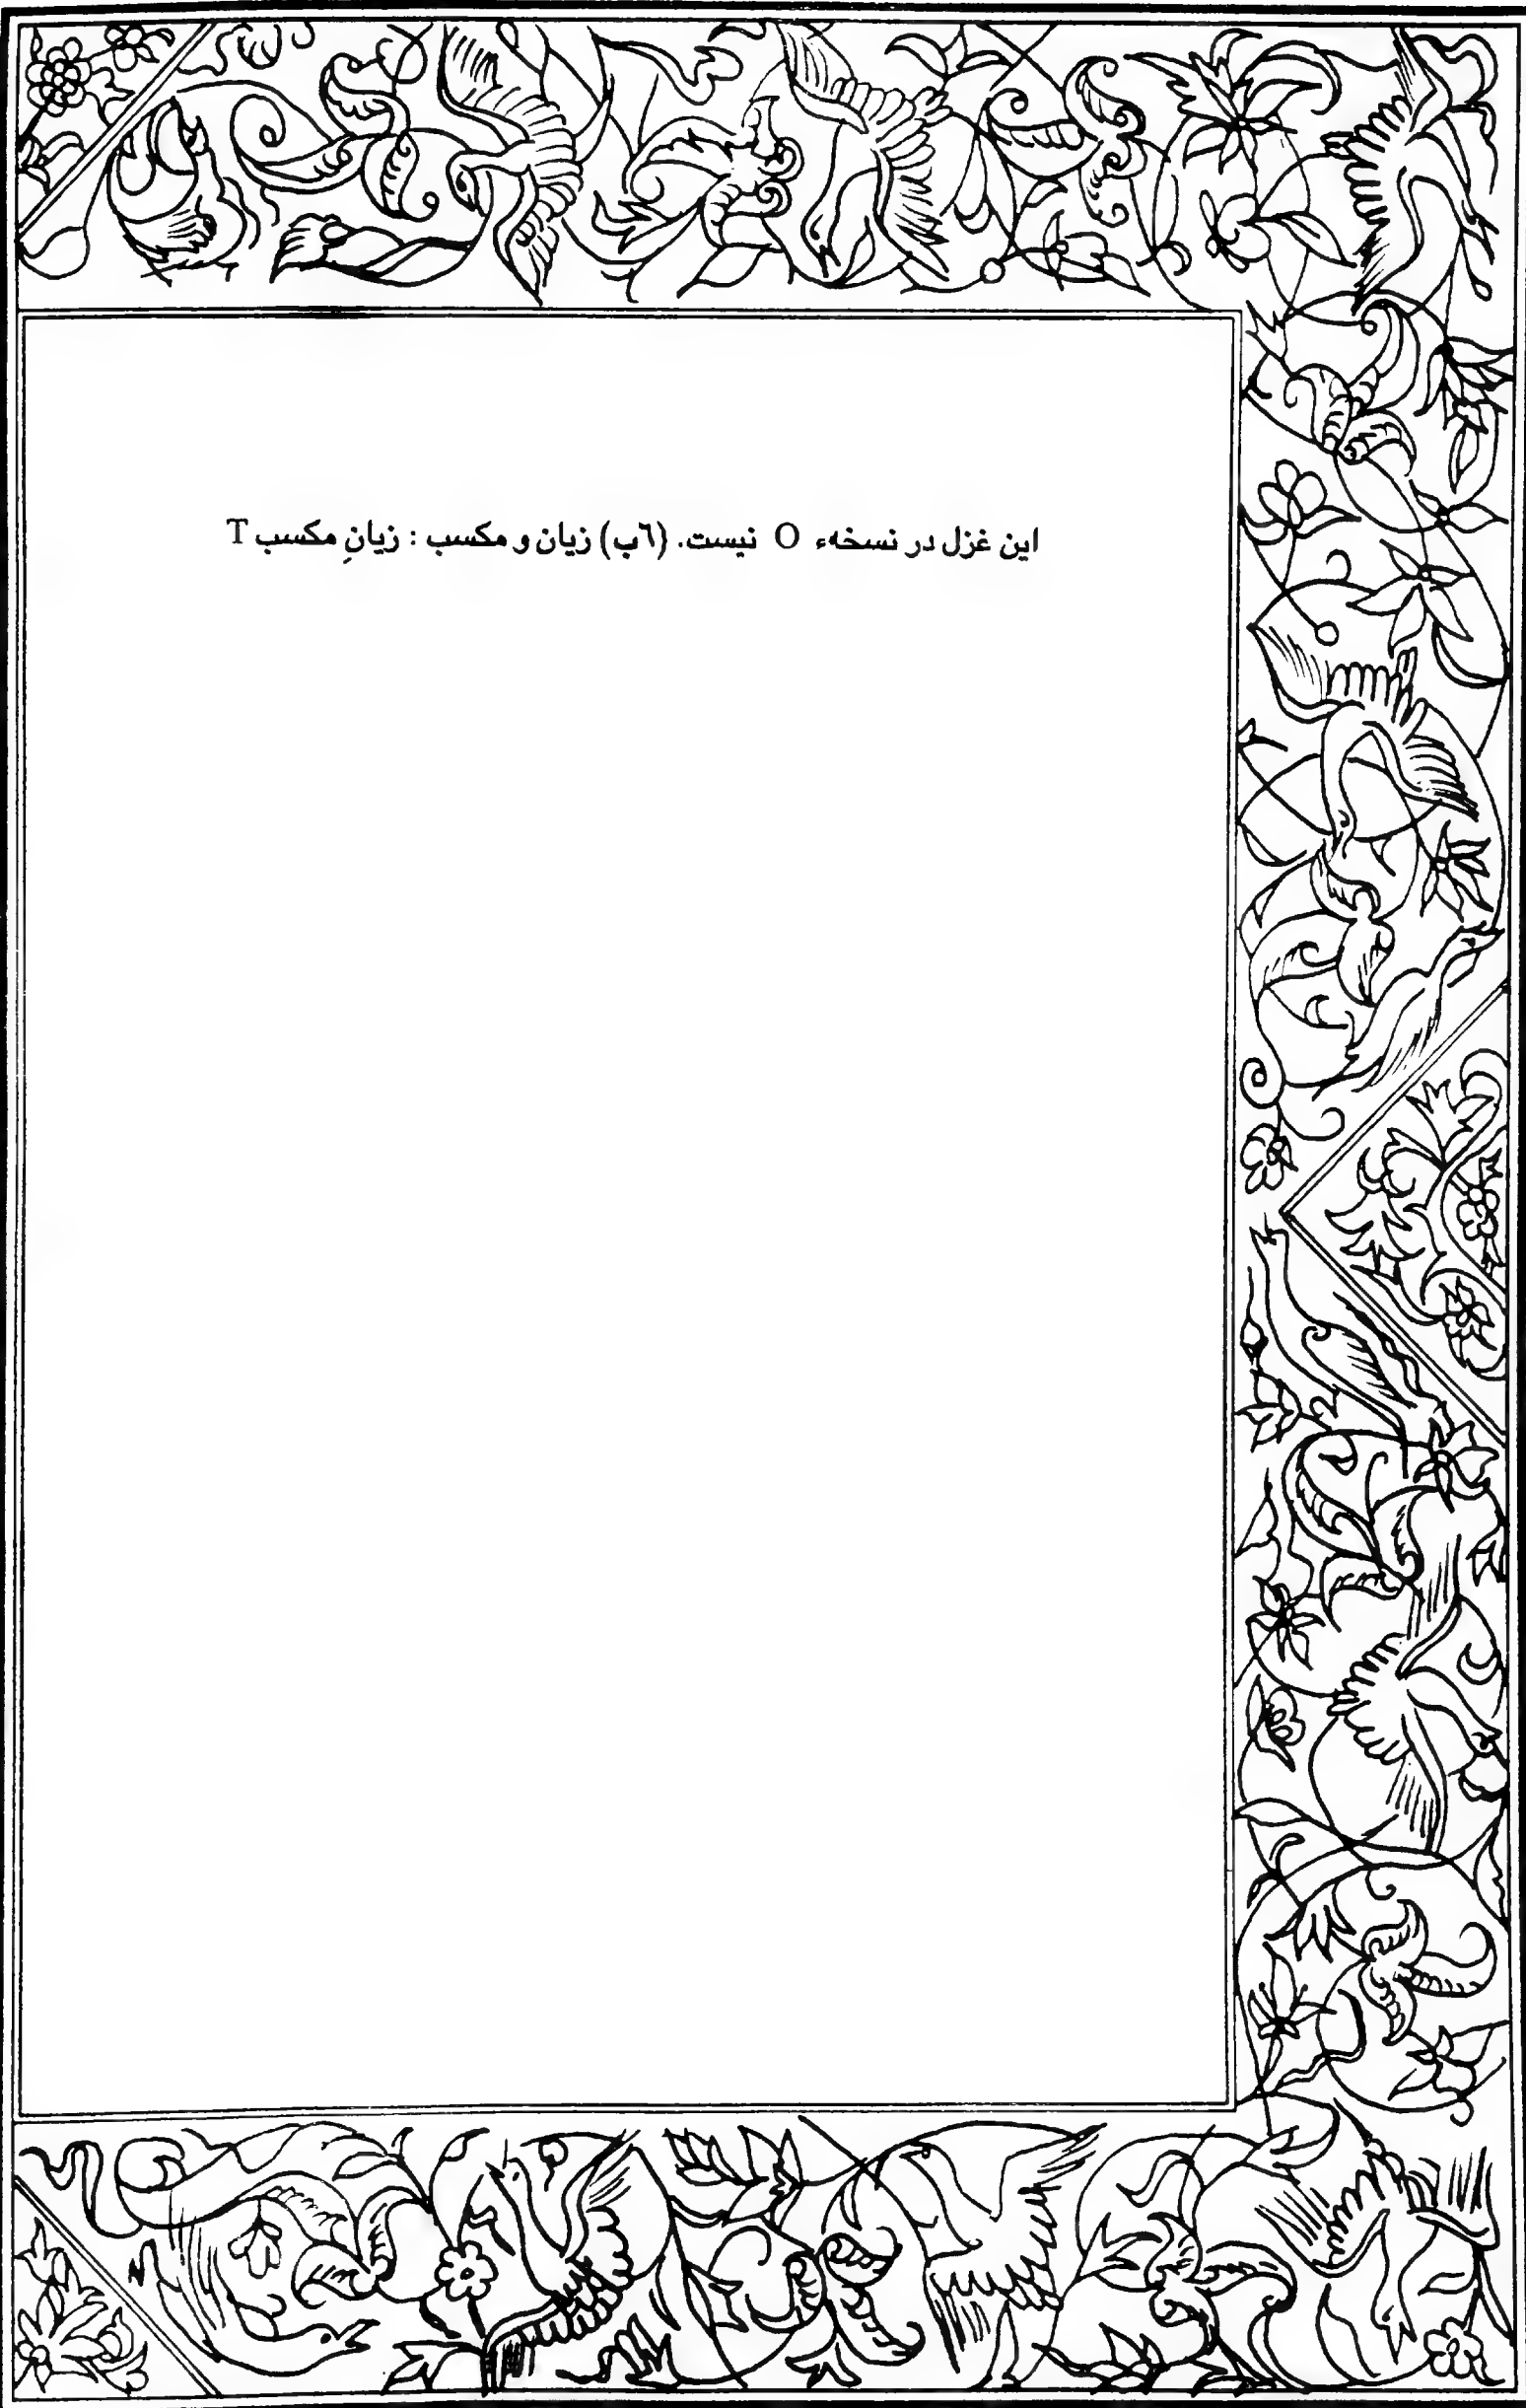 این غزل در نسخهء O نیست. (٦ب) زیان و مکسب : زیانِ مکسب T